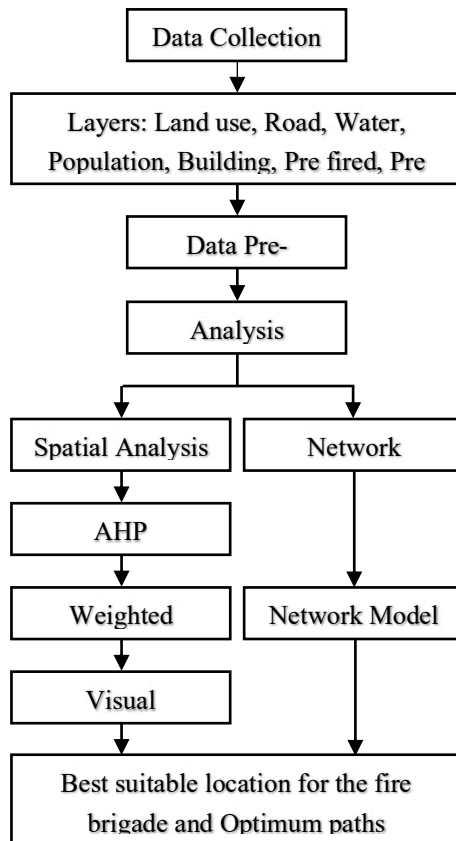 Data Collection
Layers: Land use, Road, Water,
Population, Building, Pre fired, Pre
Data Pre-
Analysis
Spatial Analysis
Network
AHP
Weighted
Network Model
Visual
Best suitable location for the fire
brigade and Optimum paths